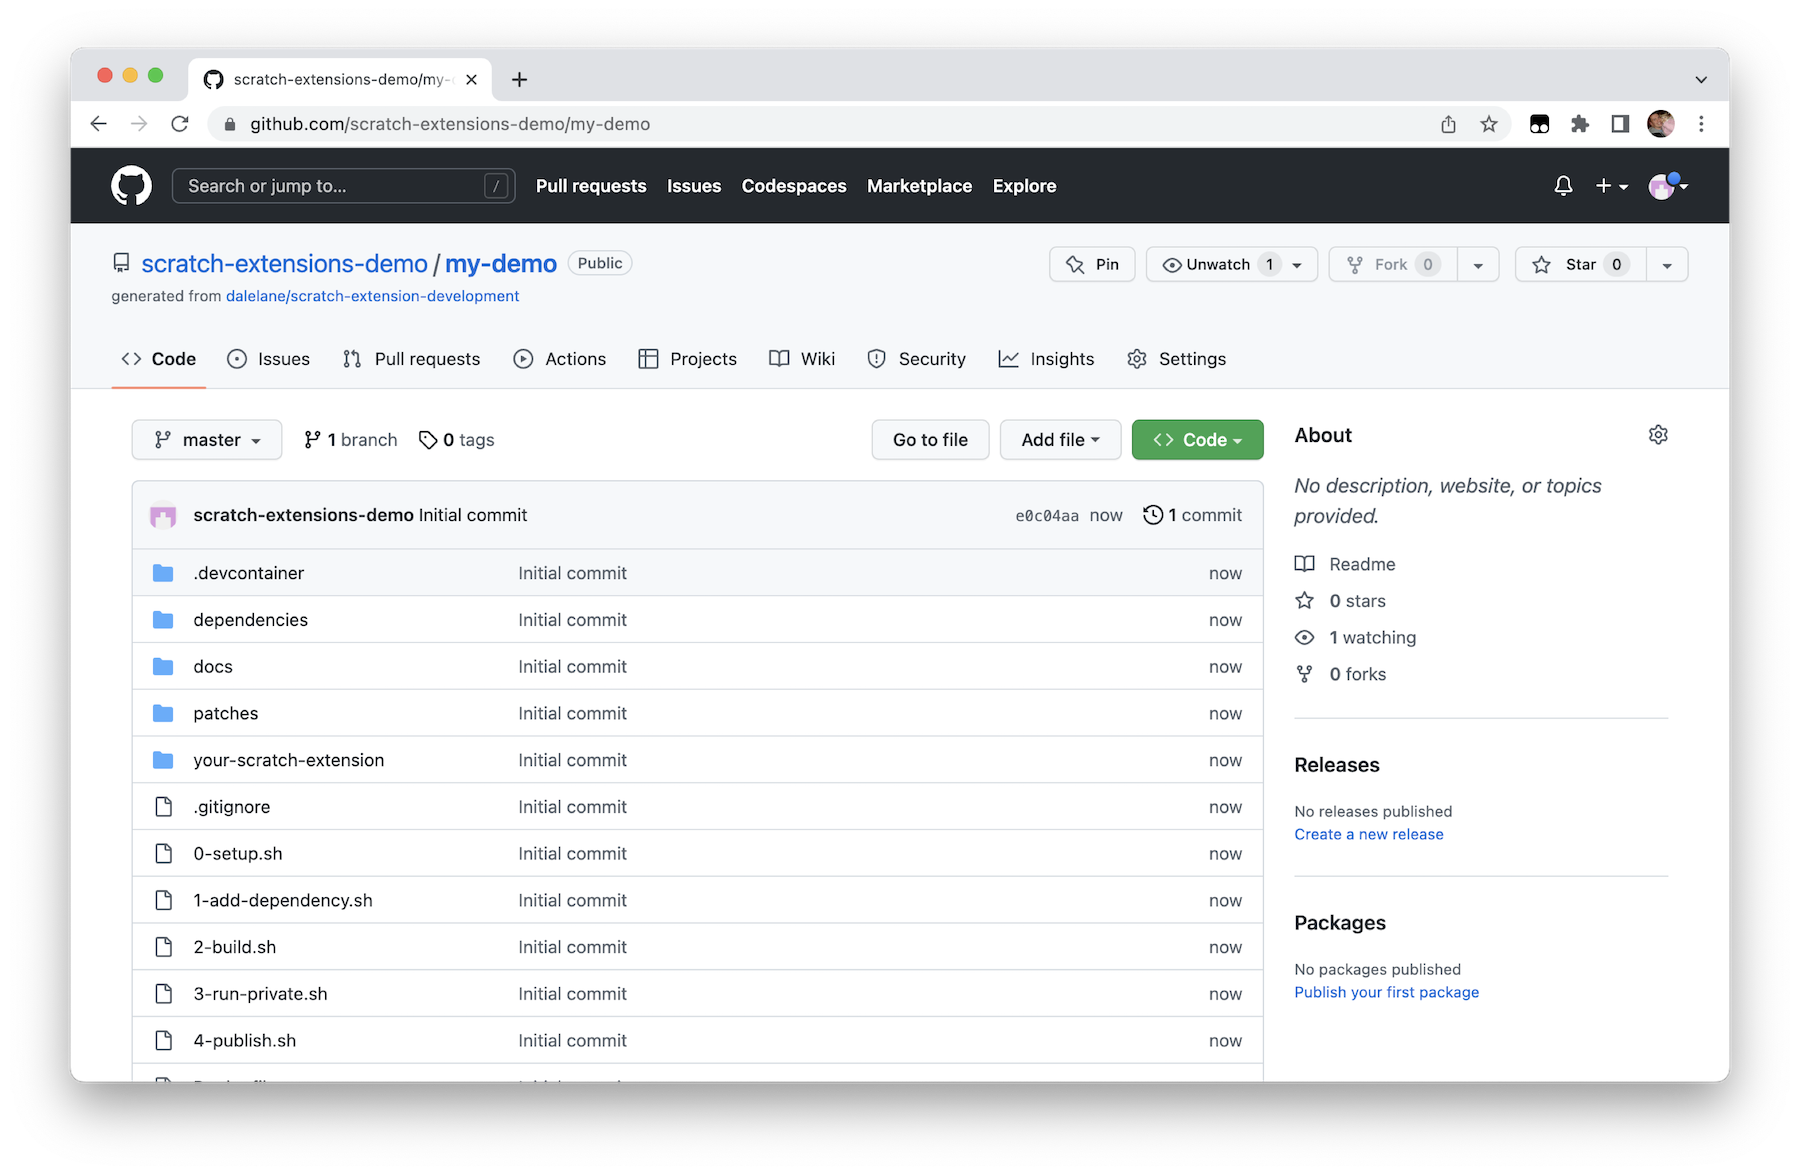 scratch-extensions-demo/my-
github.com/scratch-extensions-demo/my-demo
Search or jump to... /
Pull requests Issues Codespaces Marketplace Explore
scratch-extensions-demo / my-demo Public
Pin Unwatch 1 Fork 0 Star 0
generated from dalelane/scratch-extension-development
Code Issues Pull requests Actions Projects Wiki Security Insights Settings
master 1 branch 0 tags Go to file Add file Code
scratch-extensions-demo Initial commit e0c04aa now 1 commit
.devcontainer Initial commit now
dependencies Initial commit now
docs Initial commit now
patches Initial commit now
your-scratch-extension Initial commit now
.gitignore Initial commit now
0-setup.sh Initial commit now
1-add-dependency.sh Initial commit now
2-build.sh Initial commit now
3-run-private.sh Initial commit now
4-publish.sh Initial commit now
About
No description, website, or topics
provided.
Readme
0 stars
1 watching
0 forks
Releases
No releases published
Create a new release
Packages
No packages published
Publish your first package